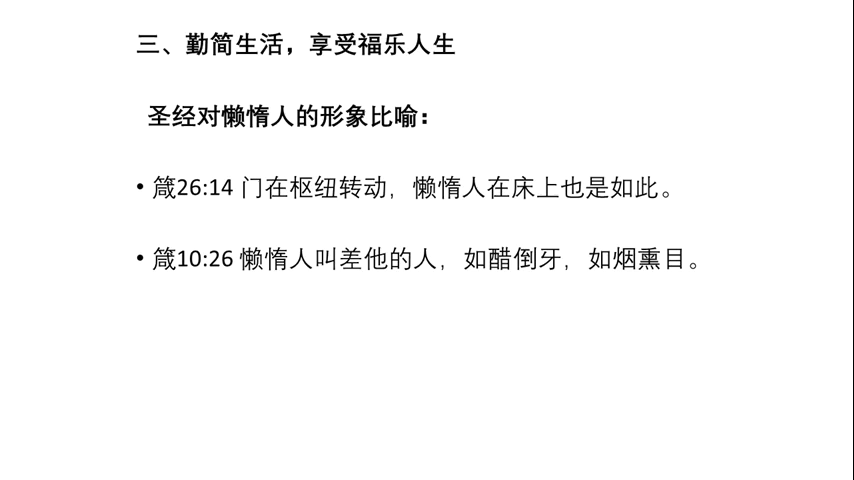 三、勤简生活，享受福乐人生
圣经对懒惰人的形象比喻：
• 箴26:14 门在枢纽转动，懒惰人在床上也是如此。
• 箴10:26 懒惰人叫差他的人，如醋倒牙，如烟熏目。